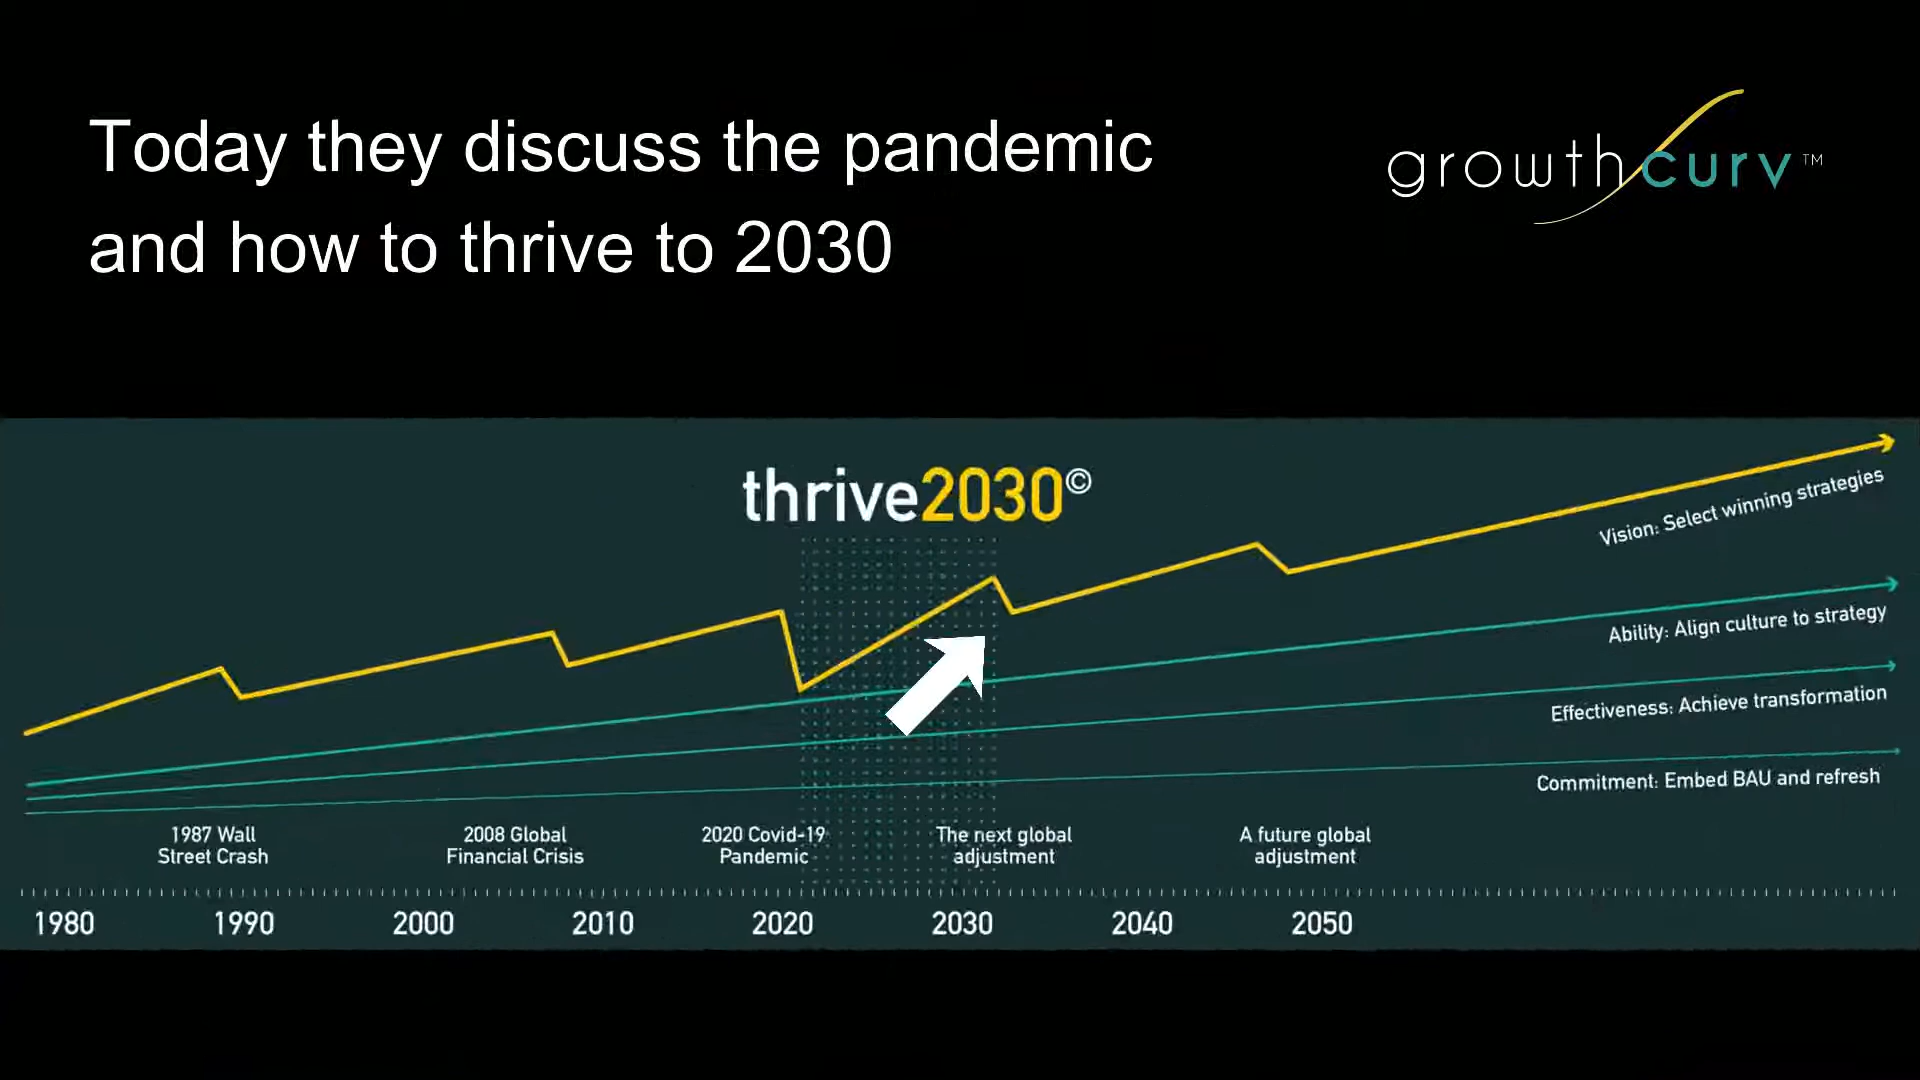 Today they discuss the pandemic
and how to thrive to 2030
growthcurv™
thrive2030©
Vision: Select winning strategies
Ability: Align culture to strategy
Effectiveness: Achieve transformation
Commitment: Embed BAU and refresh
1987 Wall
Street Crash
2008 Global
Financial Crisis
2020 Covid-19
Pandemic
The next global
adjustment
A future global
adjustment
1980 1990 2000 2010 2020 2030 2040 2050